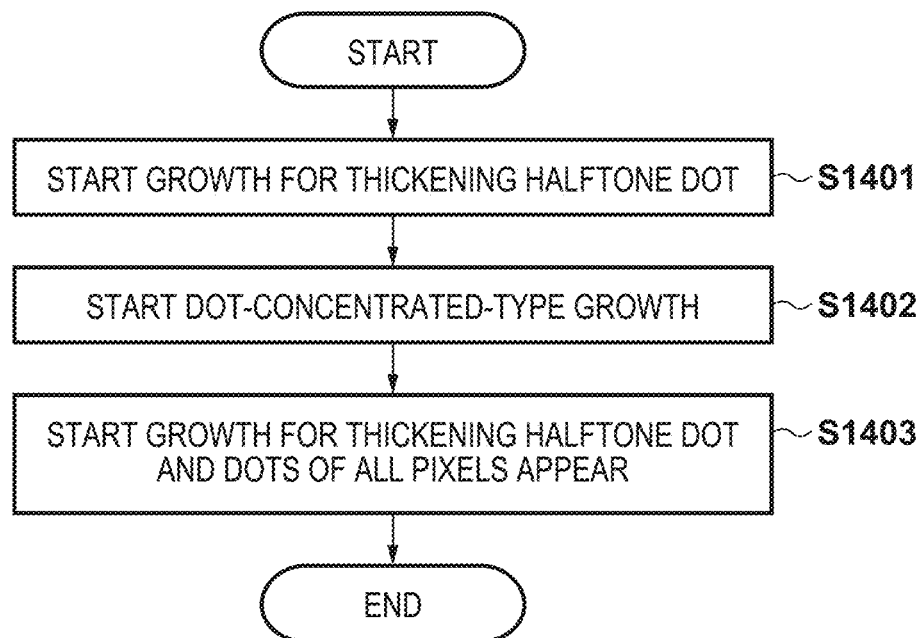 START
START GROWTH FOR THICKENING HALFTONE DOT
S1401
START DOT-CONCENTRATED-TYPE GROWTH
S1402
START GROWTH FOR THICKENING HALFTONE DOT
AND DOTS OF ALL PIXELS APPEAR
S1403
END